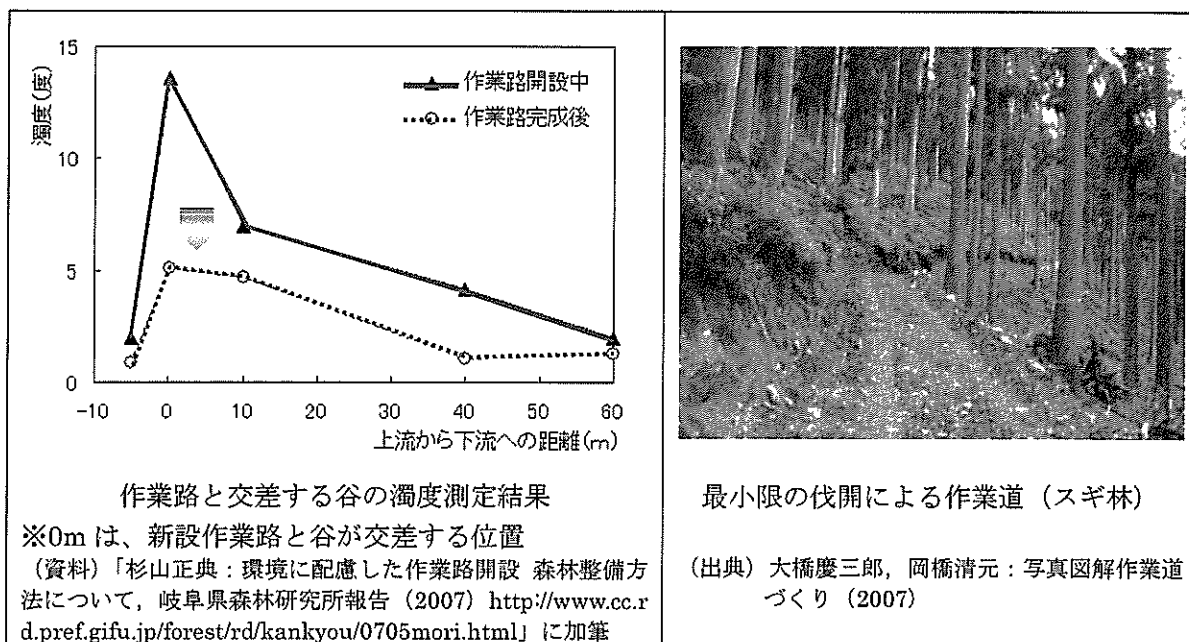 15
10
5
0
濁度(度)
作業路開設中
作業路完成後
-10
0
10
20
30
40
50
60
上流から下流への距離(m)
作業路と交差する谷の濁度測定結果
※0m は、新設作業路と谷が交差する位置
(資料)「杉山正典:環境に配慮した作業路開設 森林整備方
法について,岐阜県森林研究所報告(2007)http://www.cc.r
d.pref.gifu.jp/forest/rd/kankyou/0705mori.html」に加筆
最小限の伐開による作業道(スギ林)
(出典)大橋慶三郎,岡橋清元:写真図解作業道
づくり(2007)